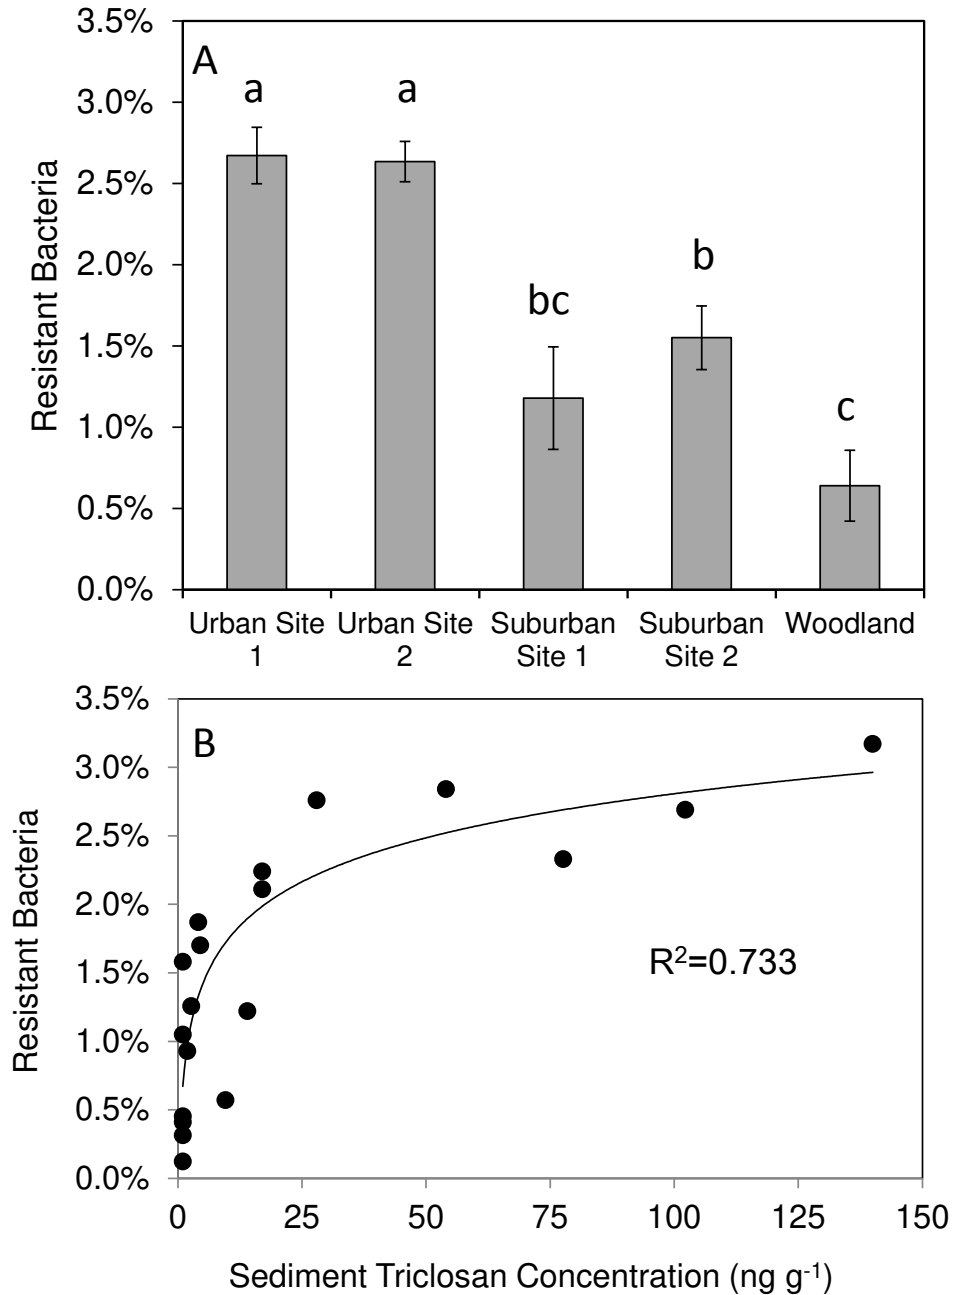 3.5%
A
3.0%
a
a
2.5%
2.0%
b
bc
1.5%
1.0%
c
0.5%
0.0%
Resistant Bacteria
Urban Site Urban Site Suburban Suburban Woodland
1 2 Site 1 Site 2
3.5%
B
3.0%
2.5%
2.0%
1.5%
R²=0.733
1.0%
0.5%
0.0%
Resistant Bacteria
0 25 50 75 100 125 150
Sediment Triclosan Concentration (ng g⁻¹)